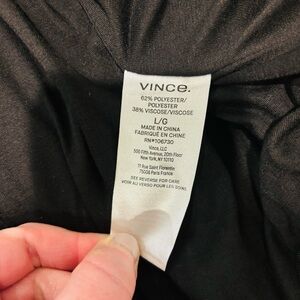 VINCE.
62% POLYESTER/
POLYESTER
38% VISCOSE/VISCOSE
L/G
MADE IN CHINA
FABRIQUÉ EN CHINE
RN#106730
Vince, LLC
500 Fifth Avenue, 20th Floor
New York, NY 10110
11 Rue Saint Florentin
75008 Paris France
SEE REVERSE FOR CARE
VOIR AU VERSO POUR LES SOINS